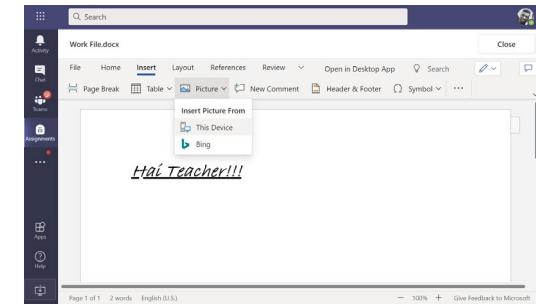 Search
Activity
Work File.docx
Close
Chat
File Home Insert Layout References Review Open in Desktop App Search
Teams
Page Break Table Picture New Comment Header & Footer Symbol ...
Insert Picture From
This Device
Assignments
Bing
Hai Teacher!!!
Apps
Help
Page 1 of 1 2 words English (U.S.) - 100% + Give Feedback to Microsoft